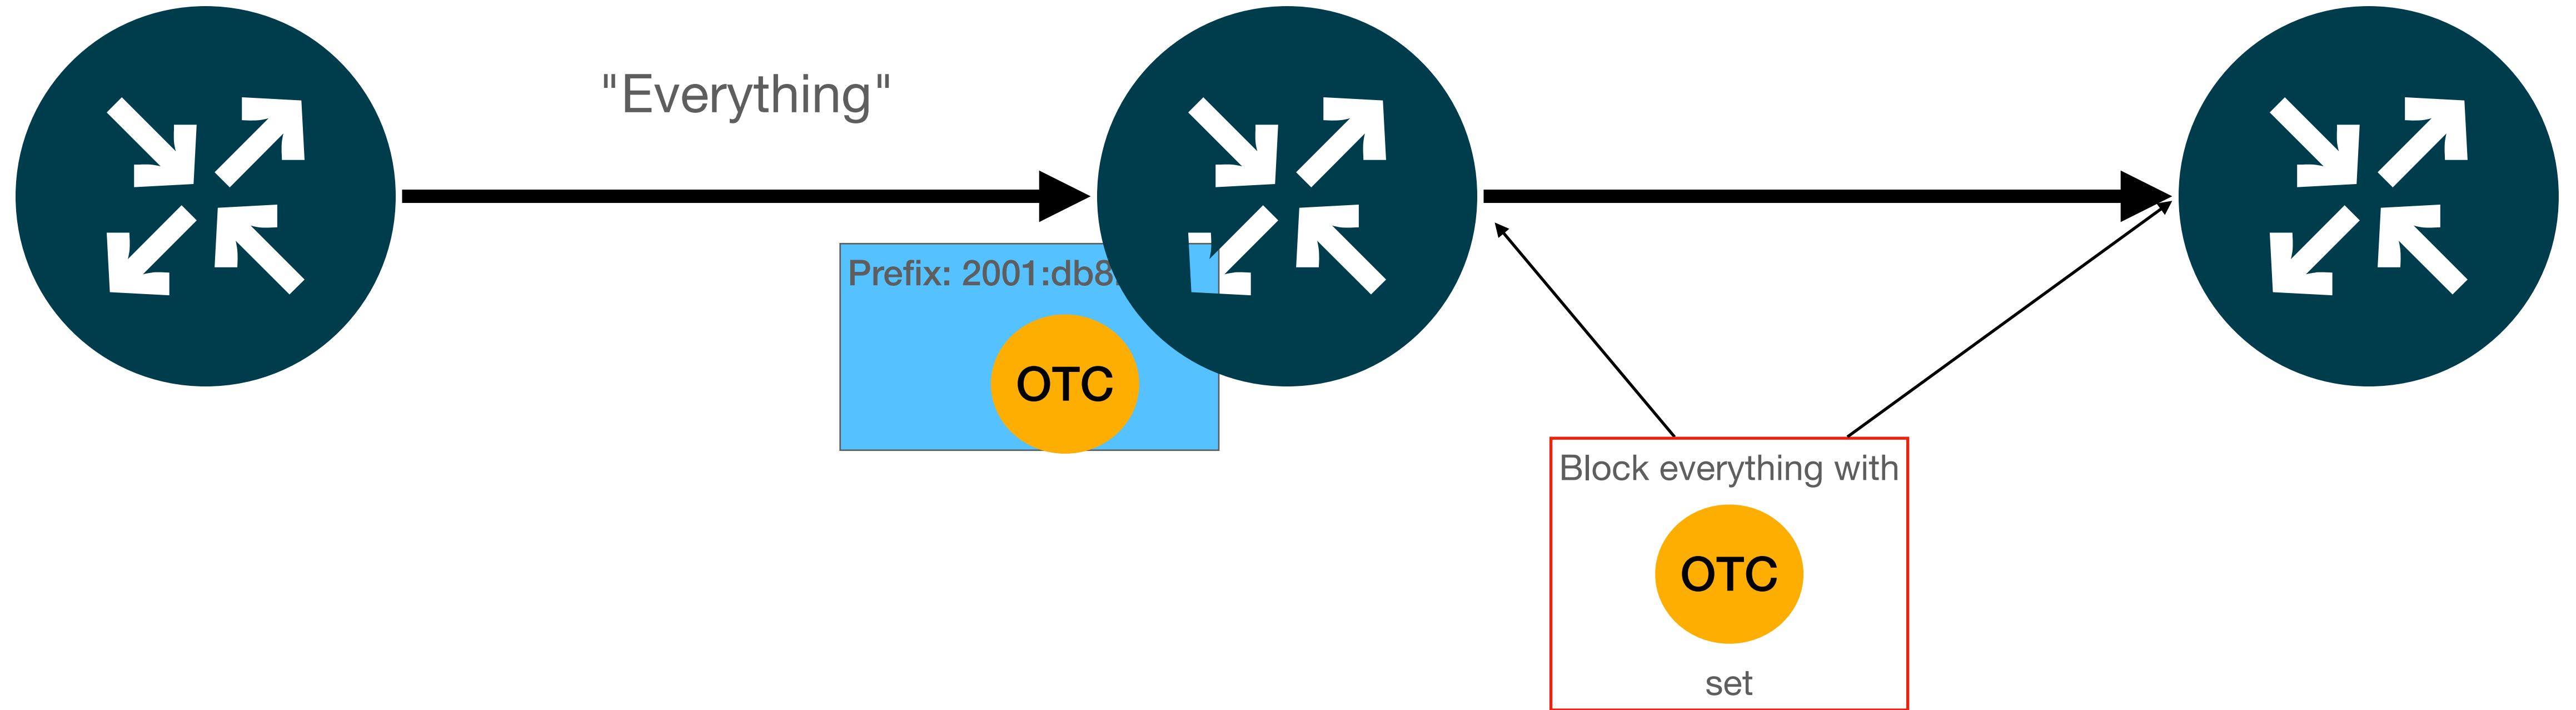 "Everything"
Prefix: 2001:db8
OTC
Block everything with
OTC
set